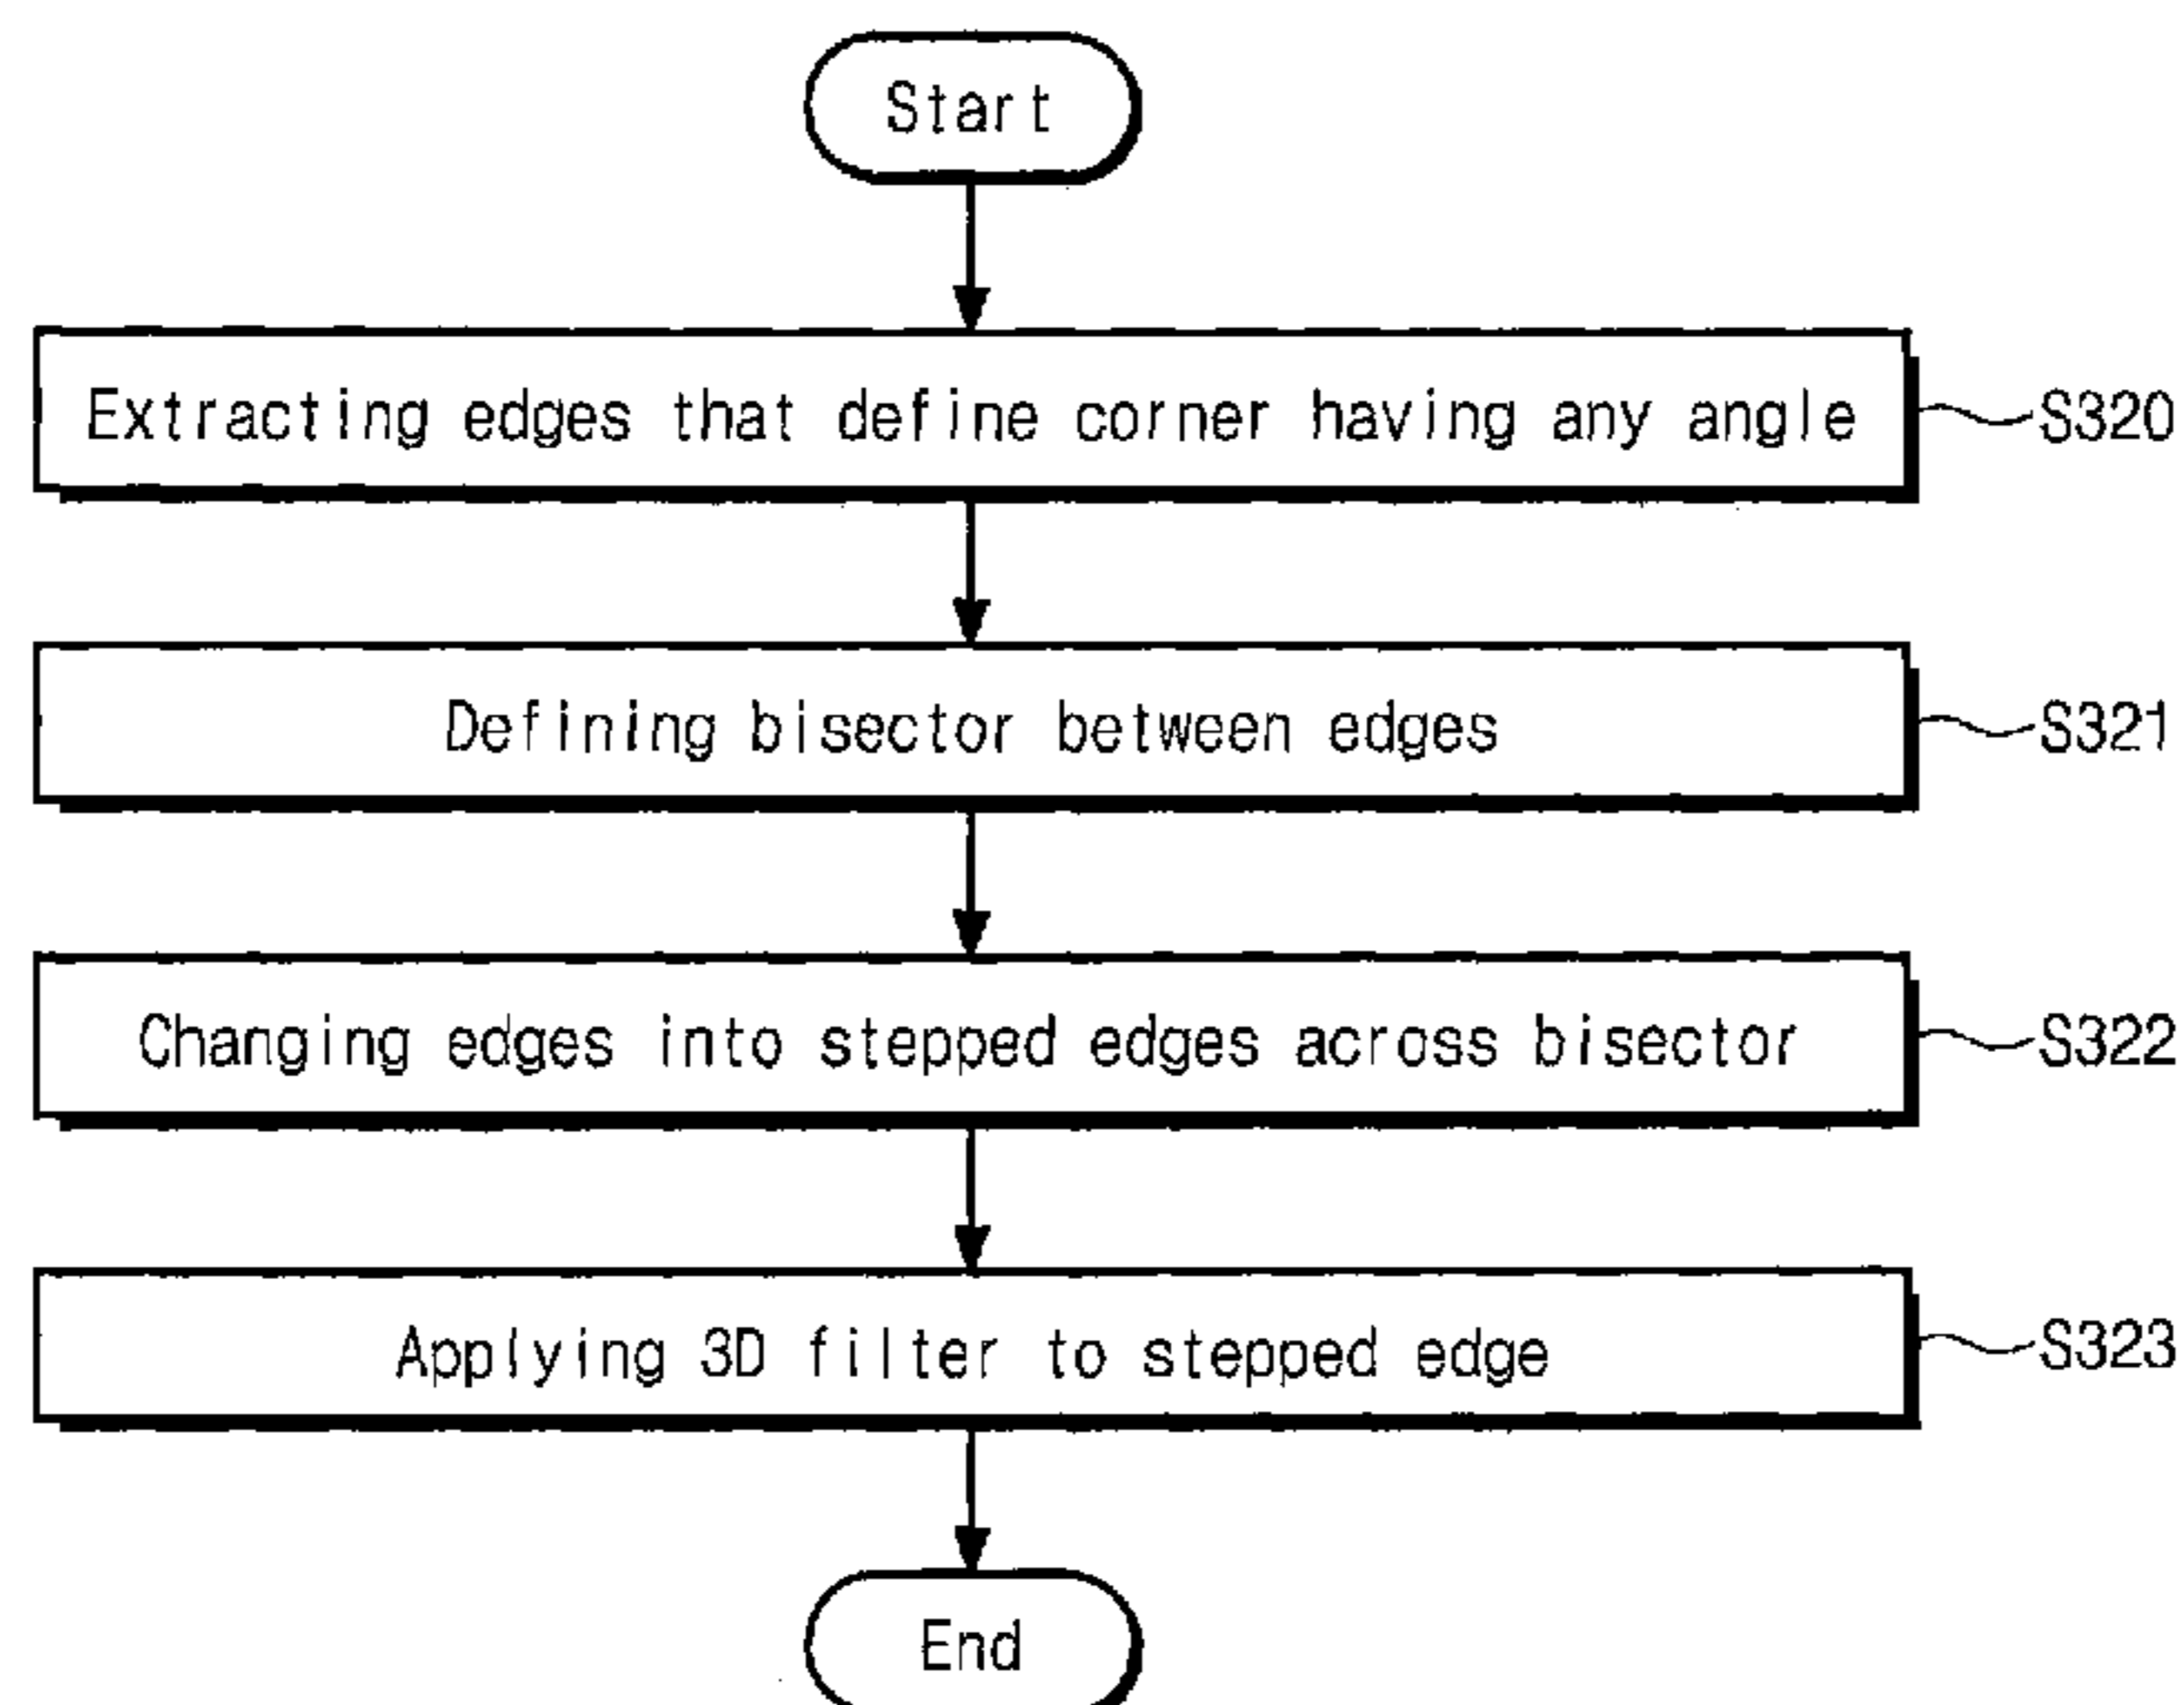 Start
Extracting edges that define corner having any angle
S320
Defining bisector between edges
S321
Changing edges into stepped edges across bisector
S322
Applying 3D filter to stepped edge
S323
End